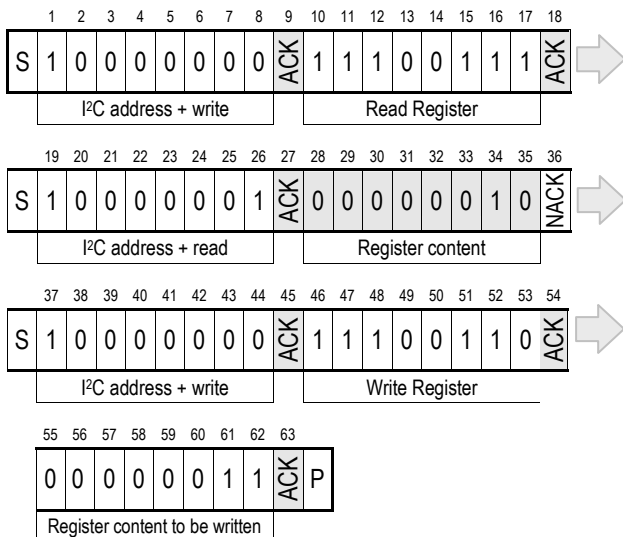 1 2 3 4 5 6 7 8 9 10 11 12 13 14 15 16 17 18
S 1 0 0 0 0 0 0 0 ACK 1 1 1 0 0 1 1 1 ACK
I²C address + write Read Register
19 20 21 22 23 24 25 26 27 28 29 30 31 32 33 34 35 36
S 1 0 0 0 0 0 0 1 ACK 0 0 0 0 0 0 1 0 NACK
I²C address + read Register content
37 38 39 40 41 42 43 44 45 46 47 48 49 50 51 52 53 54
S 1 0 0 0 0 0 0 0 ACK 1 1 1 0 0 1 1 0 ACK
I²C address + write Write Register
55 56 57 58 59 60 61 62 63
0 0 0 0 0 0 1 1 ACK P
Register content to be written